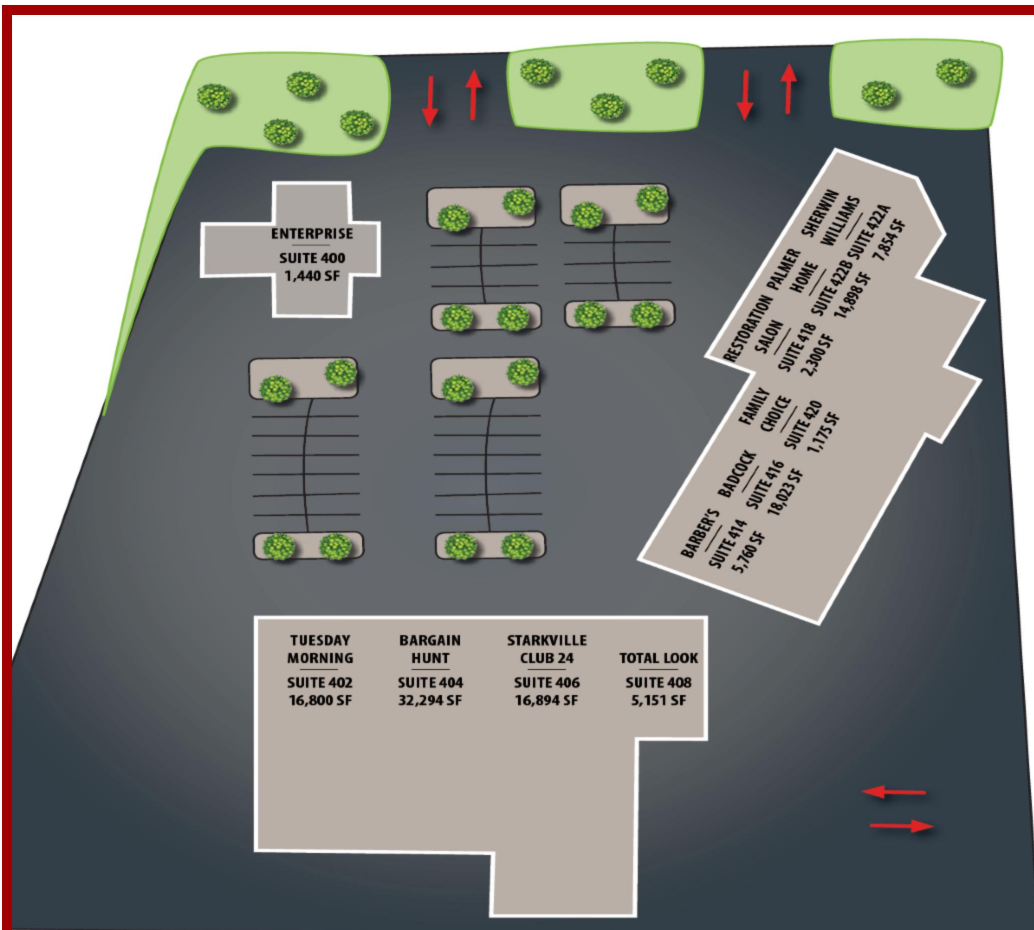 ENTERPRISE
SUITE 400
1,440 SF
SHERWIN
WILLIAMS
SUITE 422A
7,854 SF
PALMER
HOME
SUITE 422B
14,898 SF
RESTORATION
SALON
SUITE 418
2,300 SF
FAMILY
CHOICE
SUITE 420
1,175 SF
BADCOCK
SUITE 416
18,023 SF
BARBER'S
SUITE 414
5,760 SF
TUESDAY
MORNING
SUITE 402
16,800 SF
BARGAIN
HUNT
SUITE 404
32,294 SF
STARKVILLE
CLUB 24
SUITE 406
16,894 SF
TOTAL LOOK
SUITE 408
5,151 SF